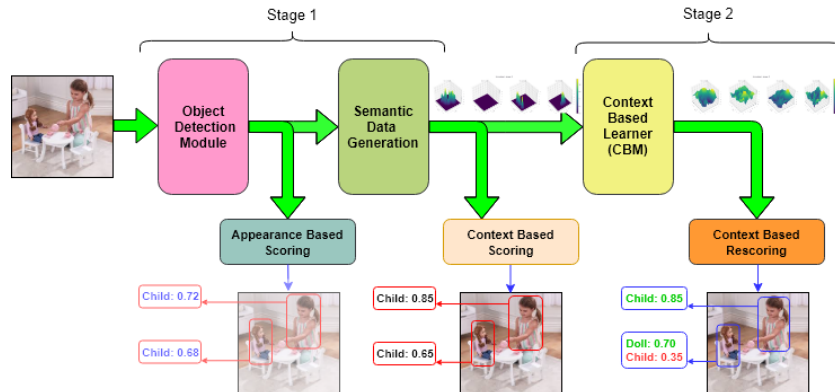 Stage 1
Stage 2
Object
Detection
Module
Semantic
Data
Generation
Context
Based
Learner
(CBM)
Appearance Based
Scoring
Context Based
Scoring
Context Based
Rescoring
Child: 0.72
Child: 0.68
Child: 0.85
Child: 0.65
Child: 0.85
Doll: 0.70
Child: 0.35